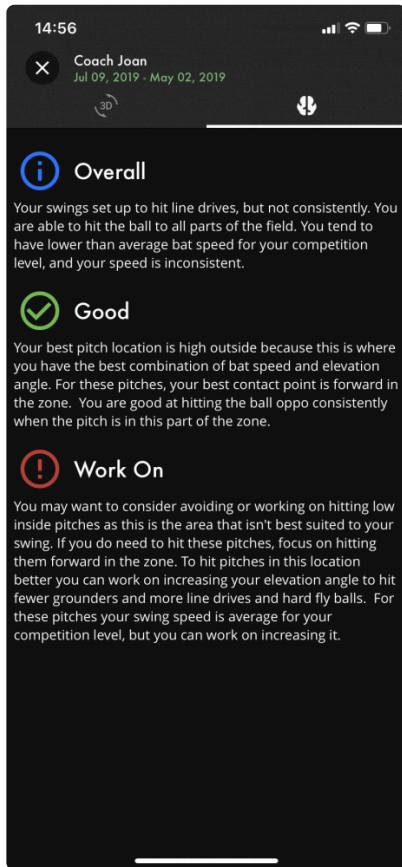 14:56
Coach Joan
Jul 09, 2019 - May 02, 2019
3D
Overall
Your swings set up to hit line drives, but not consistently. You
are able to hit the ball to all parts of the field. You tend to
have lower than average bat speed for your competition
level, and your speed is inconsistent.
Good
Your best pitch location is high outside because this is where
you have the best combination of bat speed and elevation
angle. For these pitches, your best contact point is forward in
the zone.  You are good at hitting the ball oppo consistently
when the pitch is in this part of the zone.
Work On
You may want to consider avoiding or working on hitting low
inside pitches as this is the area that isn't best suited to your
swing. If you do need to hit these pitches, focus on hitting
them forward in the zone. To hit pitches in this location
better you can work on increasing your elevation angle to hit
fewer grounders and more line drives and hard fly balls.  For
these pitches your swing speed is average for your
competition level, but you can work on increasing it.